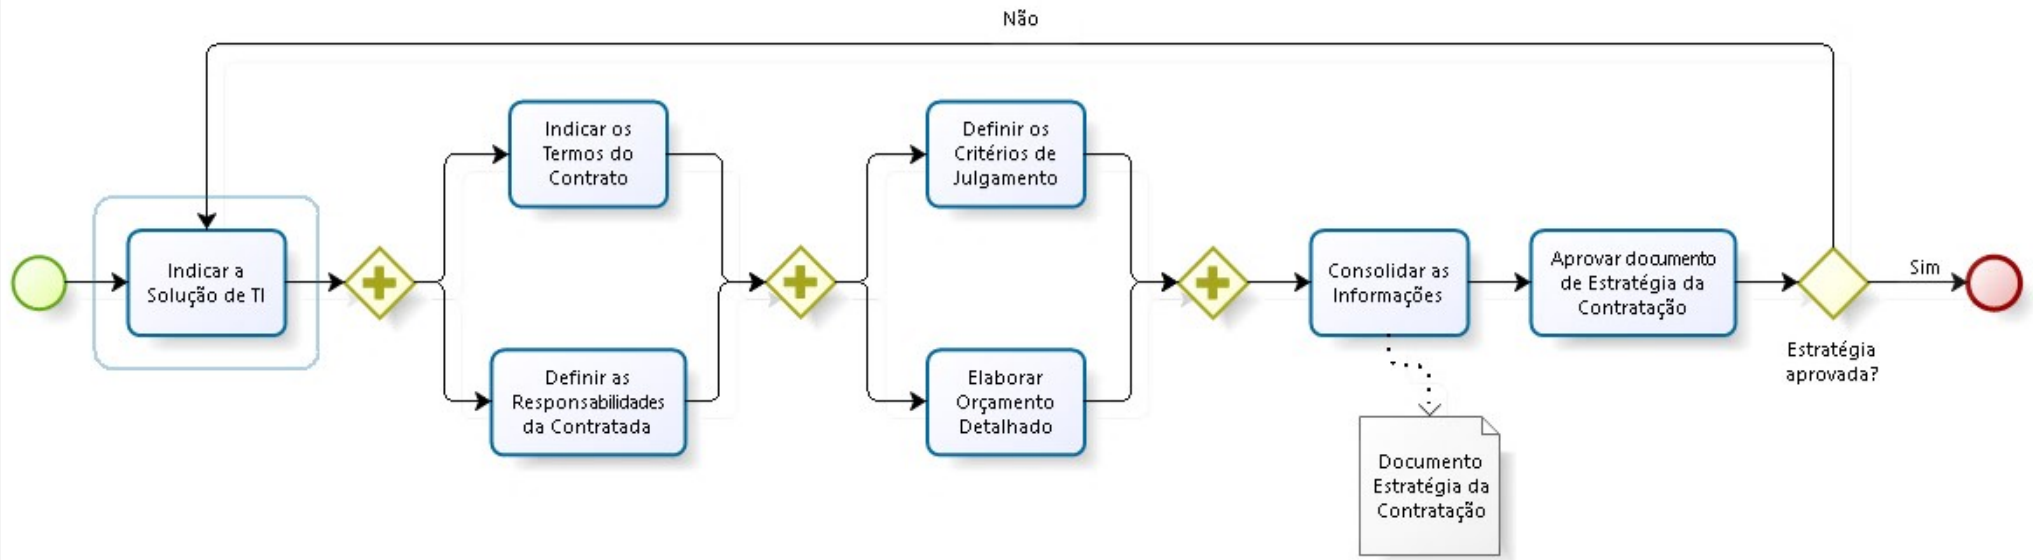 Não
Indicar os
Termos do
Contrato
Definir os
Critérios de
Julgamento
Indicar a
Solução de TI
Consolidar as
Informações
Aprovar documento
de Estratégia da
Contratação
Sim
Estratégia
aprovada?
Definir as
Responsabilidades
da Contratada
Elaborar
Orçamento
Detalhado
Documento
Estratégia da
Contratação